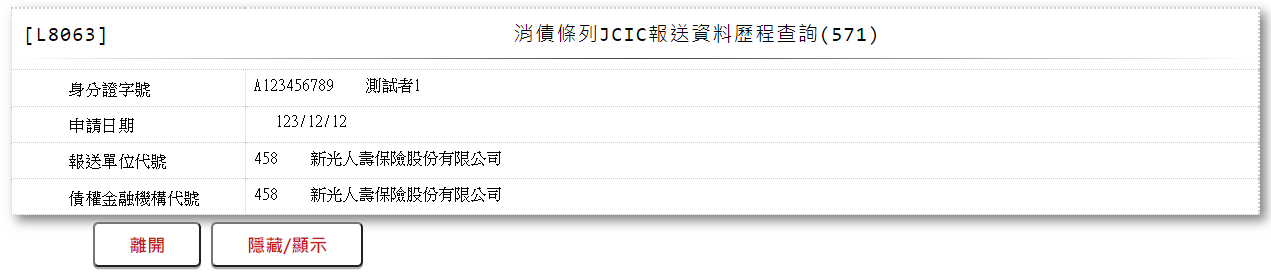 [L8063] 消債條列JCIC報送資料歷程查詢(571)
身分證字號 A123456789 測試者1
申請日期 123/12/12
報送單位代號 458 新光人壽保險股份有限公司
債權金融機構代號 458 新光人壽保險股份有限公司
離開 隱藏/顯示